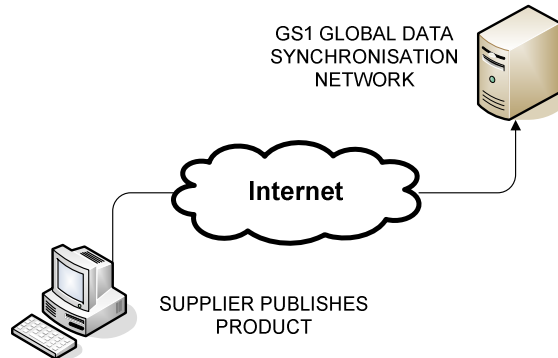 GS1 GLOBAL DATA
SYNCHRONISATION
NETWORK
Internet
SUPPLIER PUBLISHES
PRODUCT